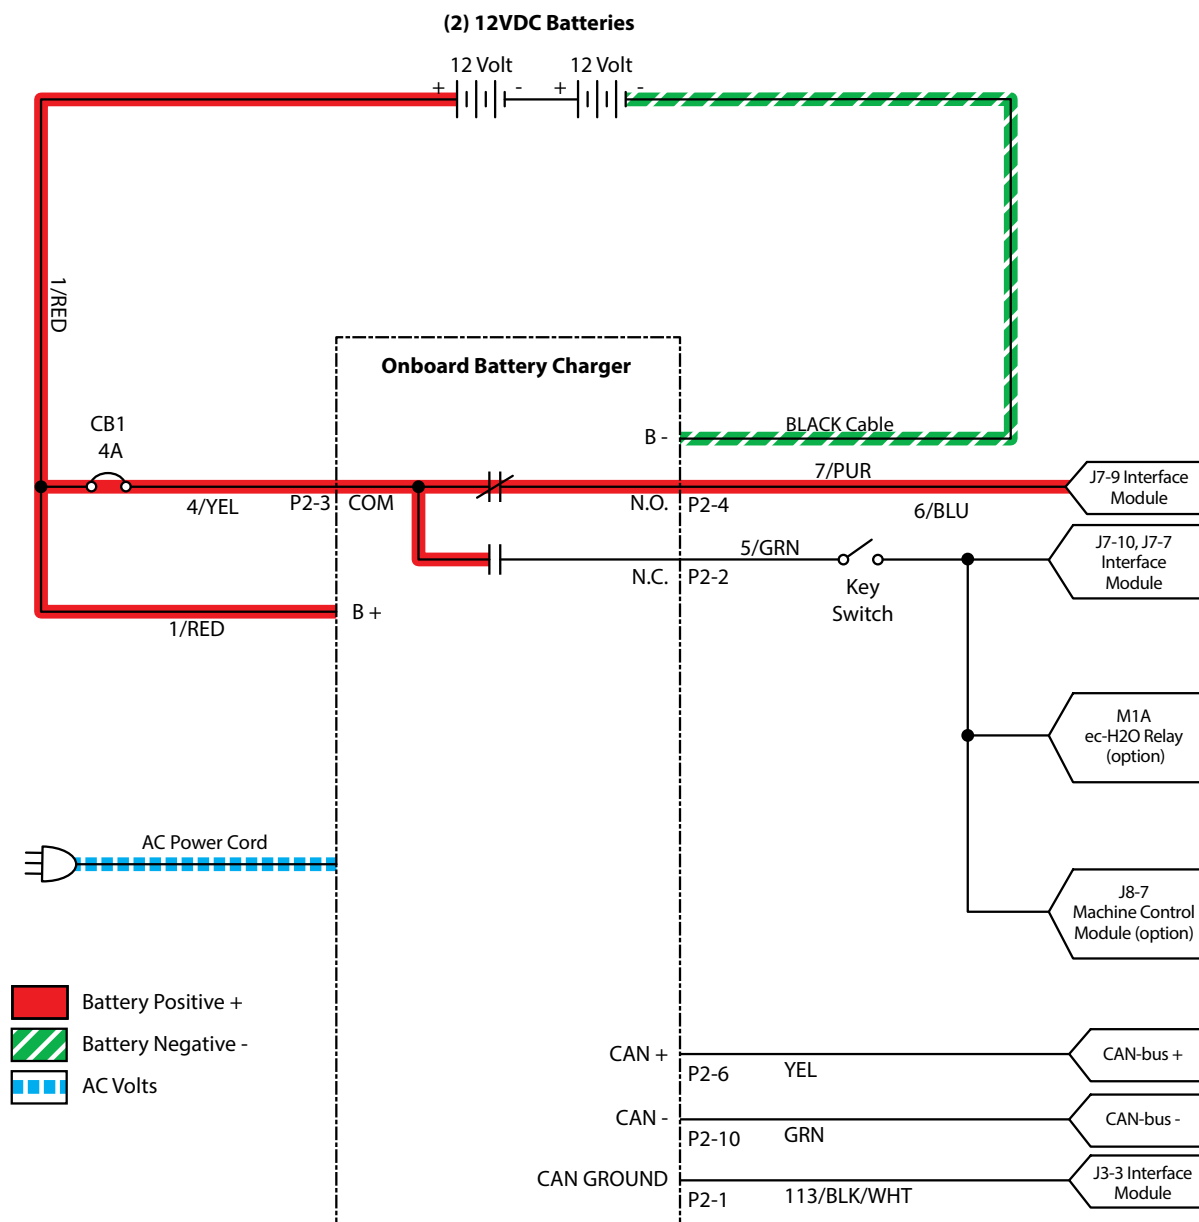 (2) 12VDC Batteries
12 Volt
12 Volt
+ - + -
1/RED
Onboard Battery Charger
CB1
4A
B -
BLACK Cable
4/YEL
P2-3
COM
N.O.
P2-4
7/PUR
6/BLU
J7-9 Interface
Module
N.C.
P2-2
5/GRN
Key
Switch
J7-10, J7-7
Interface
Module
1/RED
B +
M1A
ec-H2O Relay
(option)
AC Power Cord
J8-7
Machine Control
Module (option)
Battery Positive +
Battery Negative -
AC Volts
CAN +
P2-6
YEL
CAN-bus +
CAN -
P2-10
GRN
CAN-bus -
CAN GROUND
P2-1
113/BLK/WHT
J3-3 Interface
Module